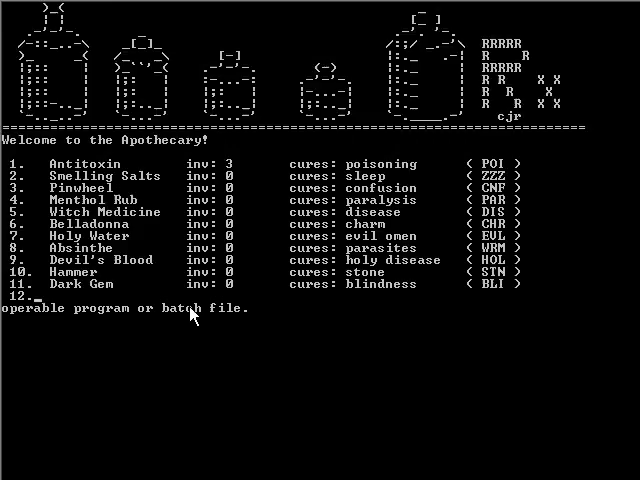 Rx
cjr
Welcome to the Apothecary!
1. Antitoxin inv: 3 cures: poisoning ( POI )
2. Smelling Salts inv: 0 cures: sleep ( ZZZ )
3. Pinwheel inv: 0 cures: confusion ( CNF )
4. Menthol Rub inv: 0 cures: paralysis ( PAR )
5. Witch Medicine inv: 0 cures: disease ( DIS )
6. Belladonna inv: 0 cures: charm ( CHR )
7. Holy Water inv: 0 cures: evil omen ( EVL )
8. Absinthe inv: 0 cures: parasites ( WRM )
9. Devil's Blood inv: 0 cures: holy disease ( HOL )
10. Hammer inv: 0 cures: stone ( STN )
11. Dark Gem inv: 0 cures: blindness ( BLI )
12.
operable program or batch file.